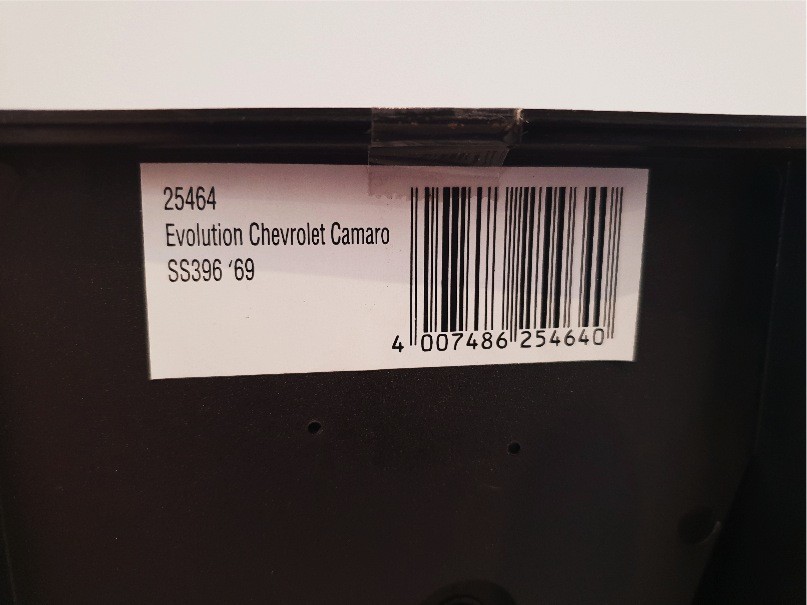 25464
Evolution Chevrolet Camaro
SS396 ‘69
4 007486 254640